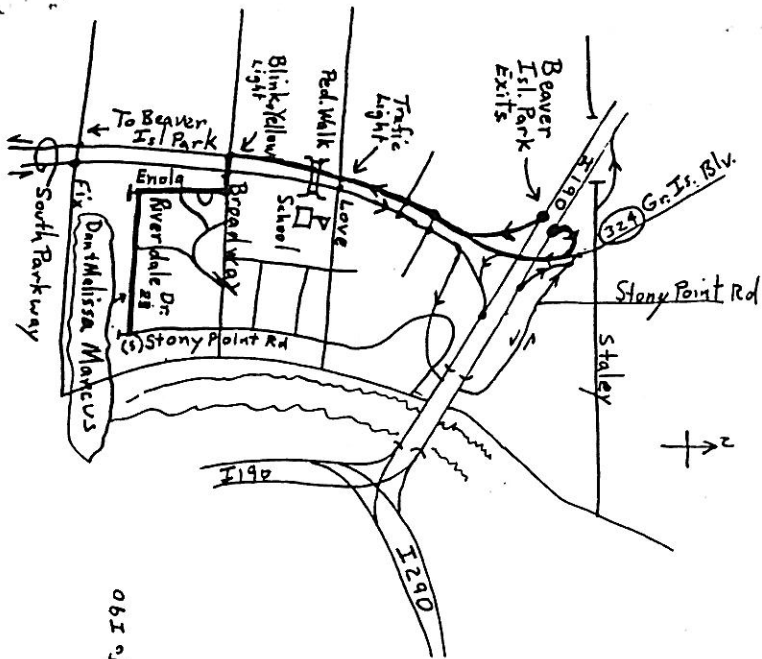 Beaver
Isl. Park
Exits
I190
324
Gr. Is. Blv.
Stony Point Rd
Staley
Trafic
Light
Ped. Walk
Blink-Yellow
Light
To Beaver
Isl Park
Love
School
Broadway
Enola
Riverdale Dr.
(S) Stony Point Rd
Fix
South Parkway
Dan + Melissa Marcus
I190
I290
N
I90